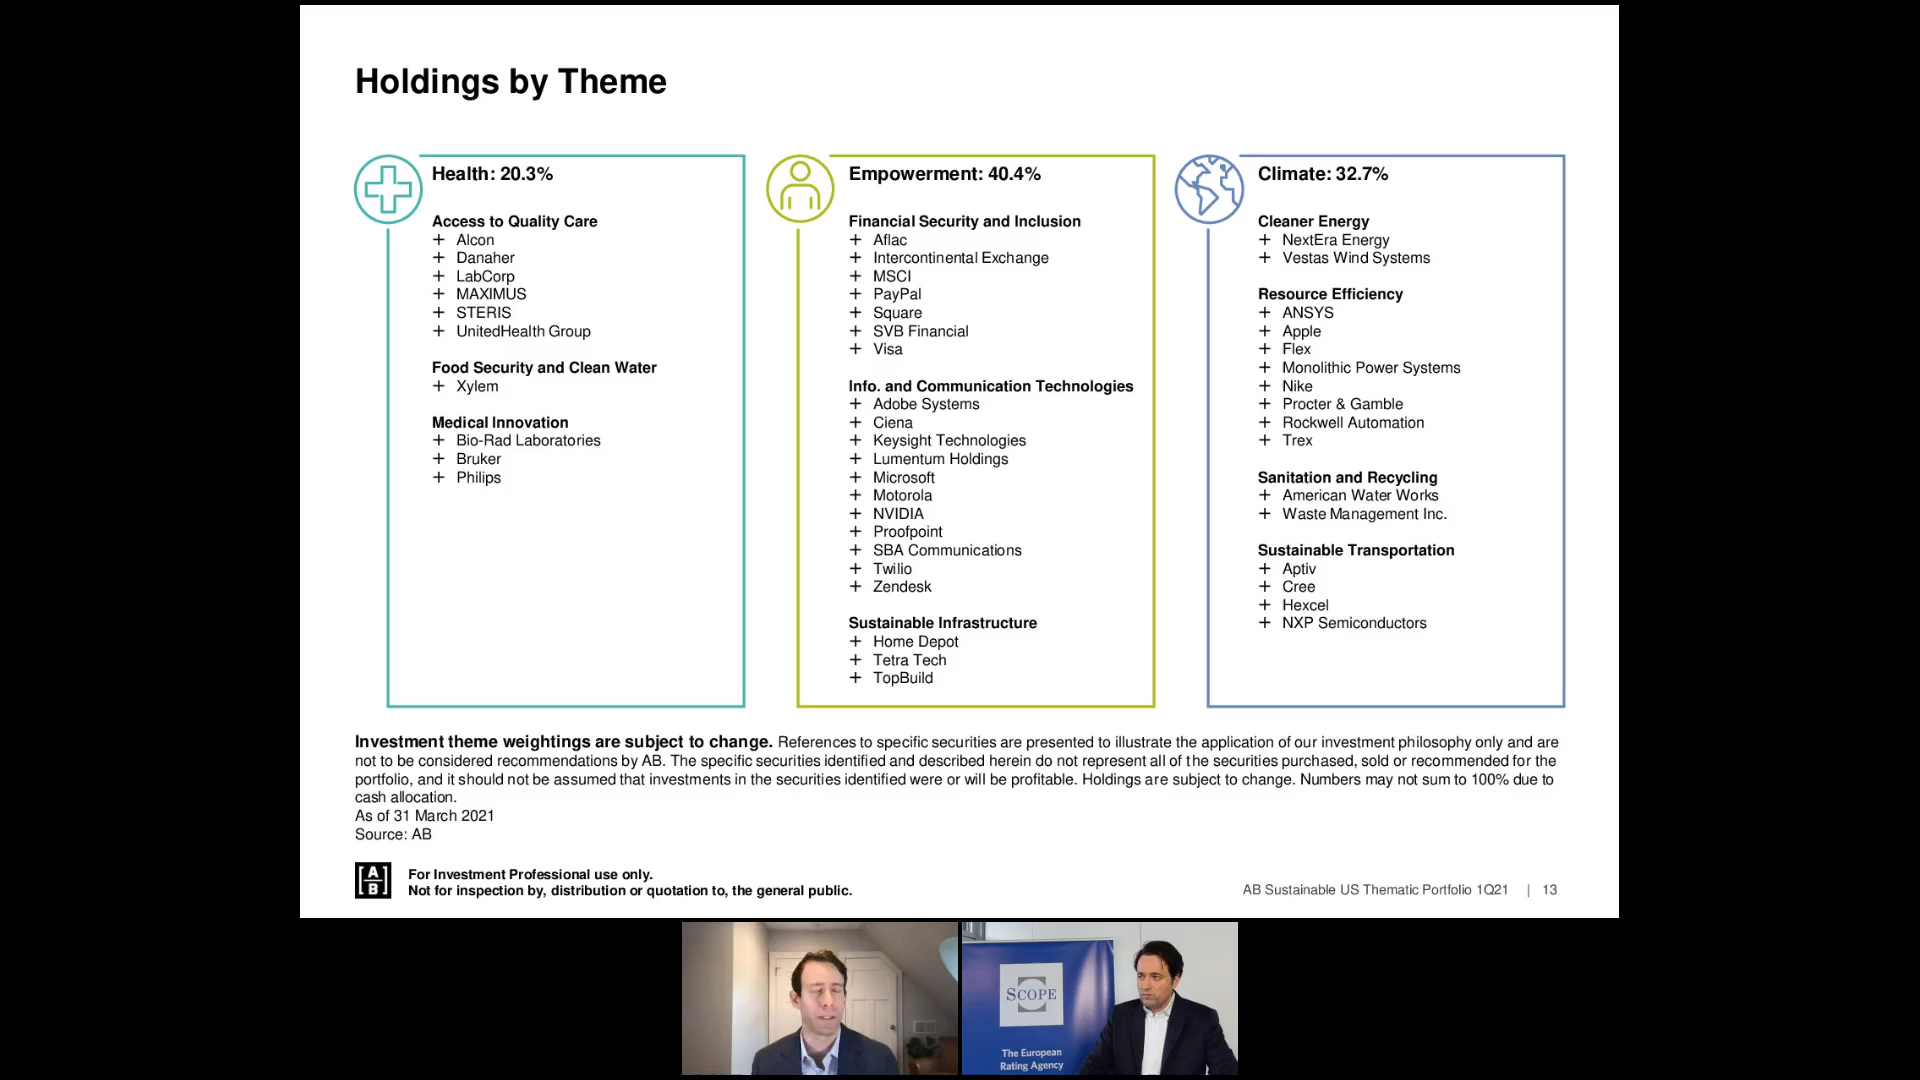 Holdings by Theme
Health: 20.3%
Access to Quality Care
+ Alcon
+ Danaher
+ LabCorp
+ MAXIMUS
+ STERIS
+ UnitedHealth Group
Food Security and Clean Water
+ Xylem
Medical Innovation
+ Bio-Rad Laboratories
+ Bruker
+ Philips
Empowerment: 40.4%
Financial Security and Inclusion
+ Aflac
+ Intercontinental Exchange
+ MSCI
+ PayPal
+ Square
+ SVB Financial
+ Visa
Info. and Communication Technologies
+ Adobe Systems
+ Ciena
+ Keysight Technologies
+ Lumentum Holdings
+ Microsoft
+ Motorola
+ NVIDIA
+ Proofpoint
+ SBA Communications
+ Twilio
+ Zendesk
Sustainable Infrastructure
+ Home Depot
+ Tetra Tech
+ TopBuild
Climate: 32.7%
Cleaner Energy
+ NextEra Energy
+ Vestas Wind Systems
Resource Efficiency
+ ANSYS
+ Apple
+ Flex
+ Monolithic Power Systems
+ Nike
+ Procter & Gamble
+ Rockwell Automation
+ Trex
Sanitation and Recycling
+ American Water Works
+ Waste Management Inc.
Sustainable Transportation
+ Aptiv
+ Cree
+ Hexcel
+ NXP Semiconductors
Investment theme weightings are subject to change. References to specific securities are presented to illustrate the application of our investment philosophy only and are
not to be considered recommendations by AB. The specific securities identified and described herein do not represent all of the securities purchased, sold or recommended for the
portfolio, and it should not be assumed that investments in the securities identified were or will be profitable. Holdings are subject to change. Numbers may not sum to 100% due to
cash allocation.
As of 31 March 2021
Source: AB
[A
B]
For Investment Professional use only.
Not for inspection by, distribution or quotation to, the general public.
AB Sustainable US Thematic Portfolio 1Q21 | 13
SCOPE
The European
Rating Agency